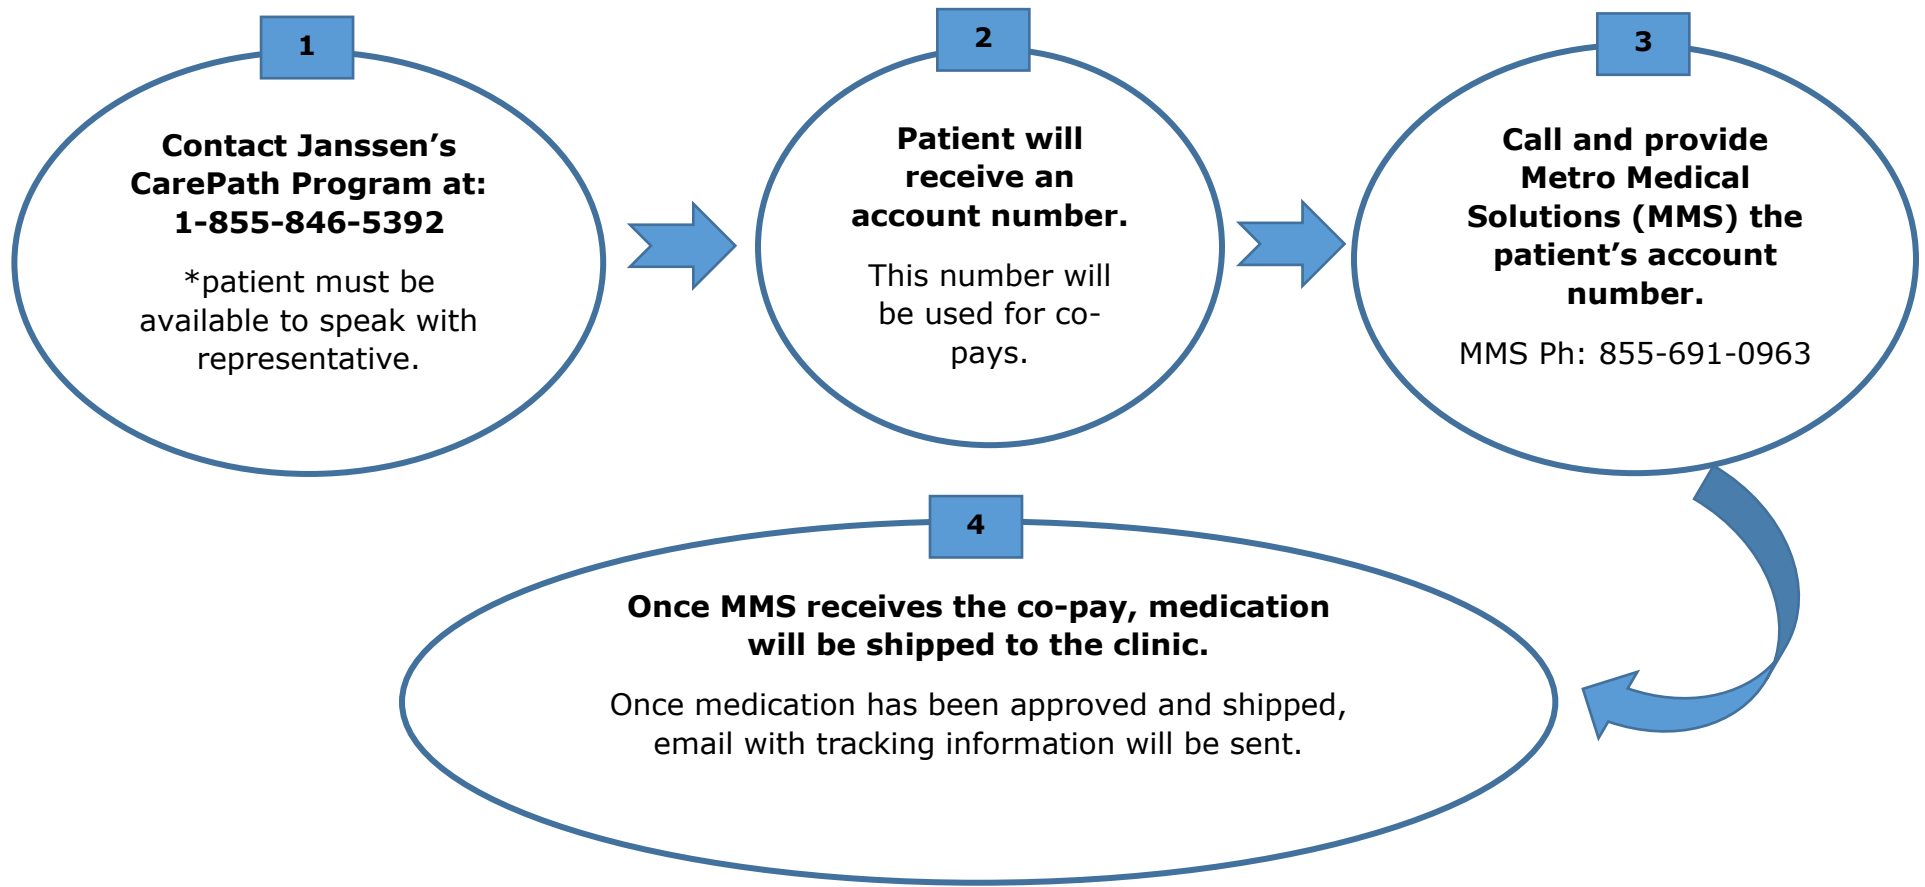 1
Contact Janssen’s
CarePath Program at:
1-855-846-5392
*patient must be
available to speak with
representative.
2
Patient will
receive an
account number.
This number will
be used for co-
pays.
3
Call and provide
Metro Medical
Solutions (MMS) the
patient’s account
number.
MMS Ph: 855-691-0963
4
Once MMS receives the co-pay, medication
will be shipped to the clinic.
Once medication has been approved and shipped,
email with tracking information will be sent.